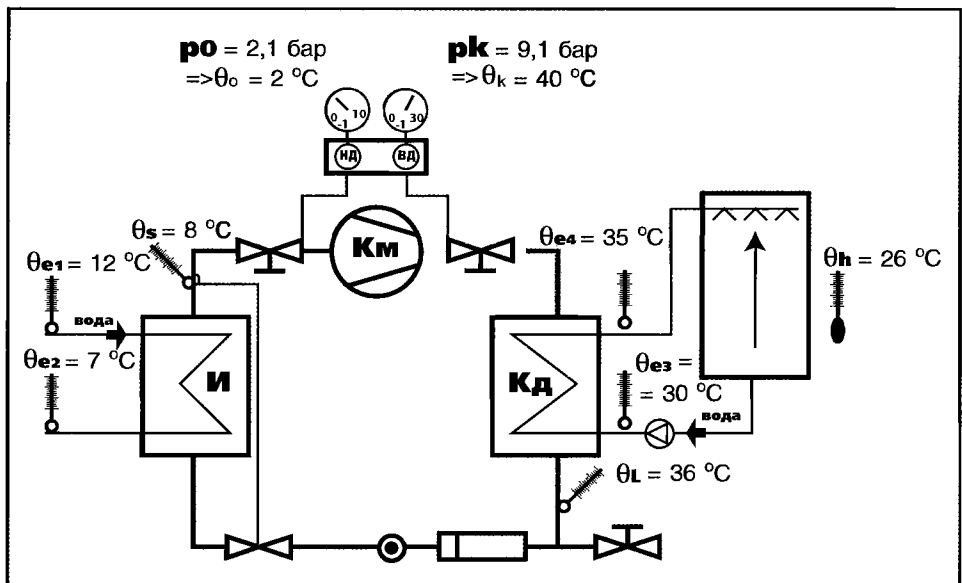 po = 2,1 бар
=>θo = 2 °C
pk = 9,1 бар
=>θk = 40 °C
0 -1 10
0 -1 30
НД
ВД
θs = 8 °C
Км
θe4 = 35 °C
θe1 = 12 °C
θh = 26 °C
вода
θe2 = 7 °C
И
Кд
θe3 =
= 30 °C
вода
θL = 36 °C